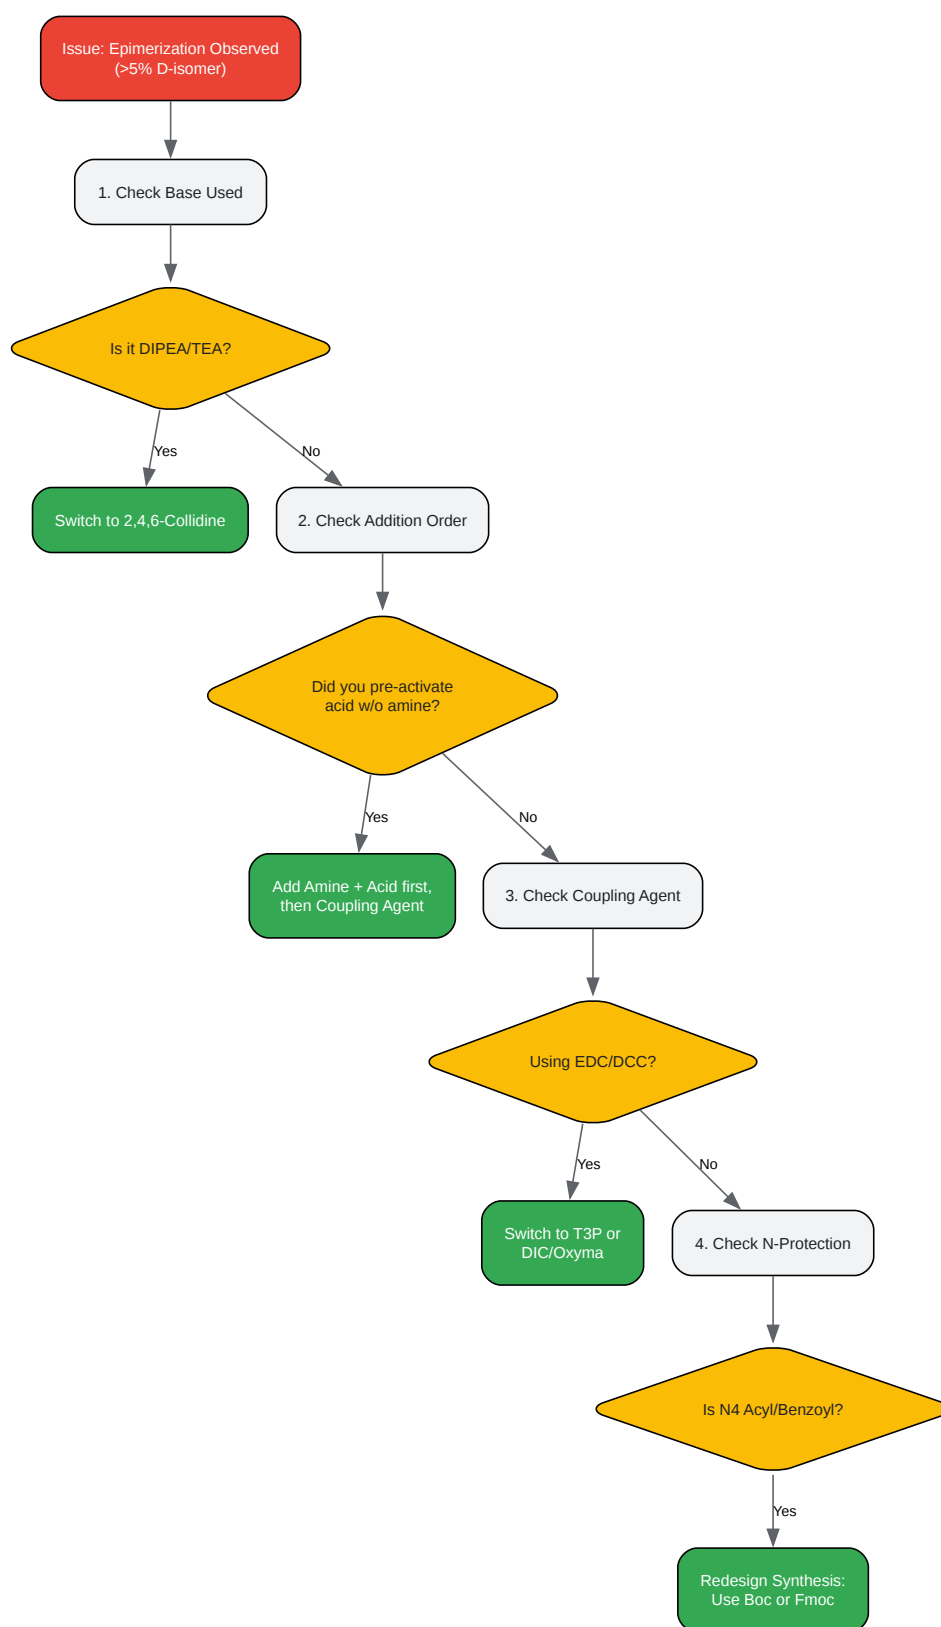 Issue: Epimerization Observed
(>5% D-isomer)
1. Check Base Used
Is it DIPEA/TEA?
Yes
No
Switch to 2,4,6-Collidine
2. Check Addition Order
Did you pre-activate
acid w/o amine?
Yes
No
Add Amine + Acid first,
then Coupling Agent
3. Check Coupling Agent
Using EDC/DCC?
Yes
No
Switch to T3P or
DIC/Oxyma
4. Check N-Protection
Is N4 Acyl/Benzoyl?
Yes
Redesign Synthesis:
Use Boc or Fmoc